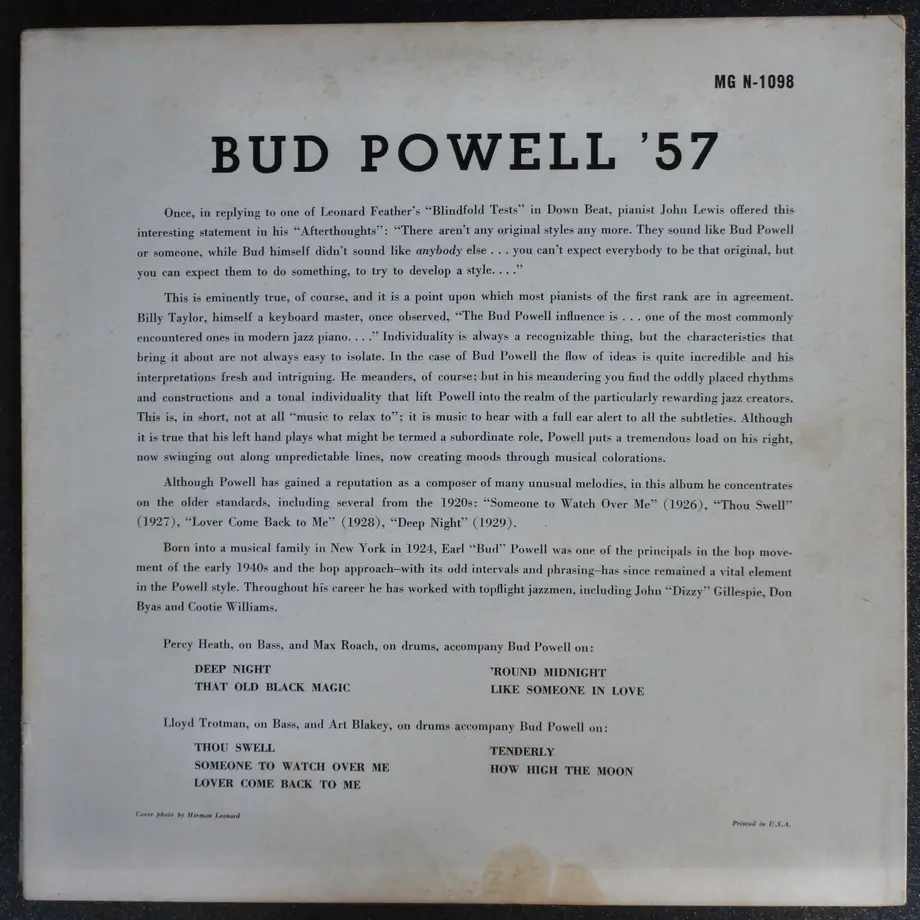 MG N-1098
BUD POWELL ’57
Once, in replying to one of Leonard Feather’s “Blindfold Tests” in Down Beat, pianist John Lewis offered this
interesting statement in his “Afterthoughts”: “There aren’t any original styles any more. They sound like Bud Powell
or someone, while Bud himself didn’t sound like anybody else . . . you can’t expect everybody to be that original, but
you can expect them to do something, to try to develop a style. . . .”
This is eminently true, of course, and it is a point upon which most pianists of the first rank are in agreement.
Billy Taylor, himself a keyboard master, once observed, “The Bud Powell influence is . . . one of the most commonly
encountered ones in modern jazz piano. . . .” Individuality is always a recognizable thing, but the characteristics that
bring it about are not always easy to isolate. In the case of Bud Powell the flow of ideas is quite incredible and his
interpretations fresh and intriguing. He meanders, of course; but in his meandering you find the oddly placed rhythms
and constructions and a tonal individuality that lift Powell into the realm of the particularly rewarding jazz creators.
This is, in short, not at all “music to relax to”; it is music to hear with a full ear alert to all the subtleties. Although
it is true that his left hand plays what might be termed a subordinate role, Powell puts a tremendous load on his right,
now swinging out along unpredictable lines, now creating moods through musical colorations.
Although Powell has gained a reputation as a composer of many unusual melodies, in this album he concentrates
on the older standards, including several from the 1920s: “Someone to Watch Over Me” (1926), “Thou Swell”
(1927), “Lover Come Back to Me” (1928), “Deep Night” (1929).
Born into a musical family in New York in 1924, Earl “Bud” Powell was one of the principals in the bop move-
ment of the early 1940s and the bop approach—with its odd intervals and phrasing—has since remained a vital element
in the Powell style. Throughout his career he has worked with topflight jazzmen, including John “Dizzy” Gillespie, Don
Byas and Cootie Williams.
Percy Heath, on Bass, and Max Roach, on drums, accompany Bud Powell on:
DEEP NIGHT
THAT OLD BLACK MAGIC
’ROUND MIDNIGHT
LIKE SOMEONE IN LOVE
Lloyd Trotman, on Bass, and Art Blakey, on drums accompany Bud Powell on:
THOU SWELL
SOMEONE TO WATCH OVER ME
LOVER COME BACK TO ME
TENDERLY
HOW HIGH THE MOON
Cover photo by Herman Leonard
Printed in U.S.A.